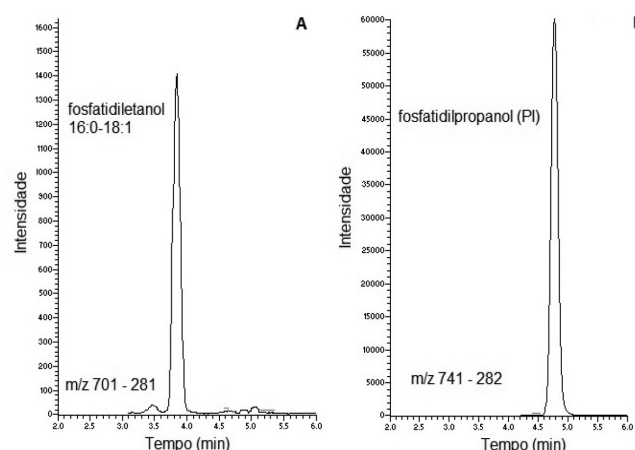 A
1600
1500
1400
1300
1200
1100
1000
900
800
700
600
500
400
300
200
100
0
Intensidade
fosfatidiletanol
16:0-18:1
m/z 701 - 281
2.0 2.5 3.0 3.5 4.0 4.5 5.0 5.5 6.0
Tempo (min)
60000
55000
50000
45000
40000
35000
30000
25000
20000
15000
10000
5000
0
Intensidade
fosfatidilpropanol (PI)
m/z 741 - 282
2.0 2.5 3.0 3.5 4.0 4.5 5.0 5.5 6.0
Tempo (min)